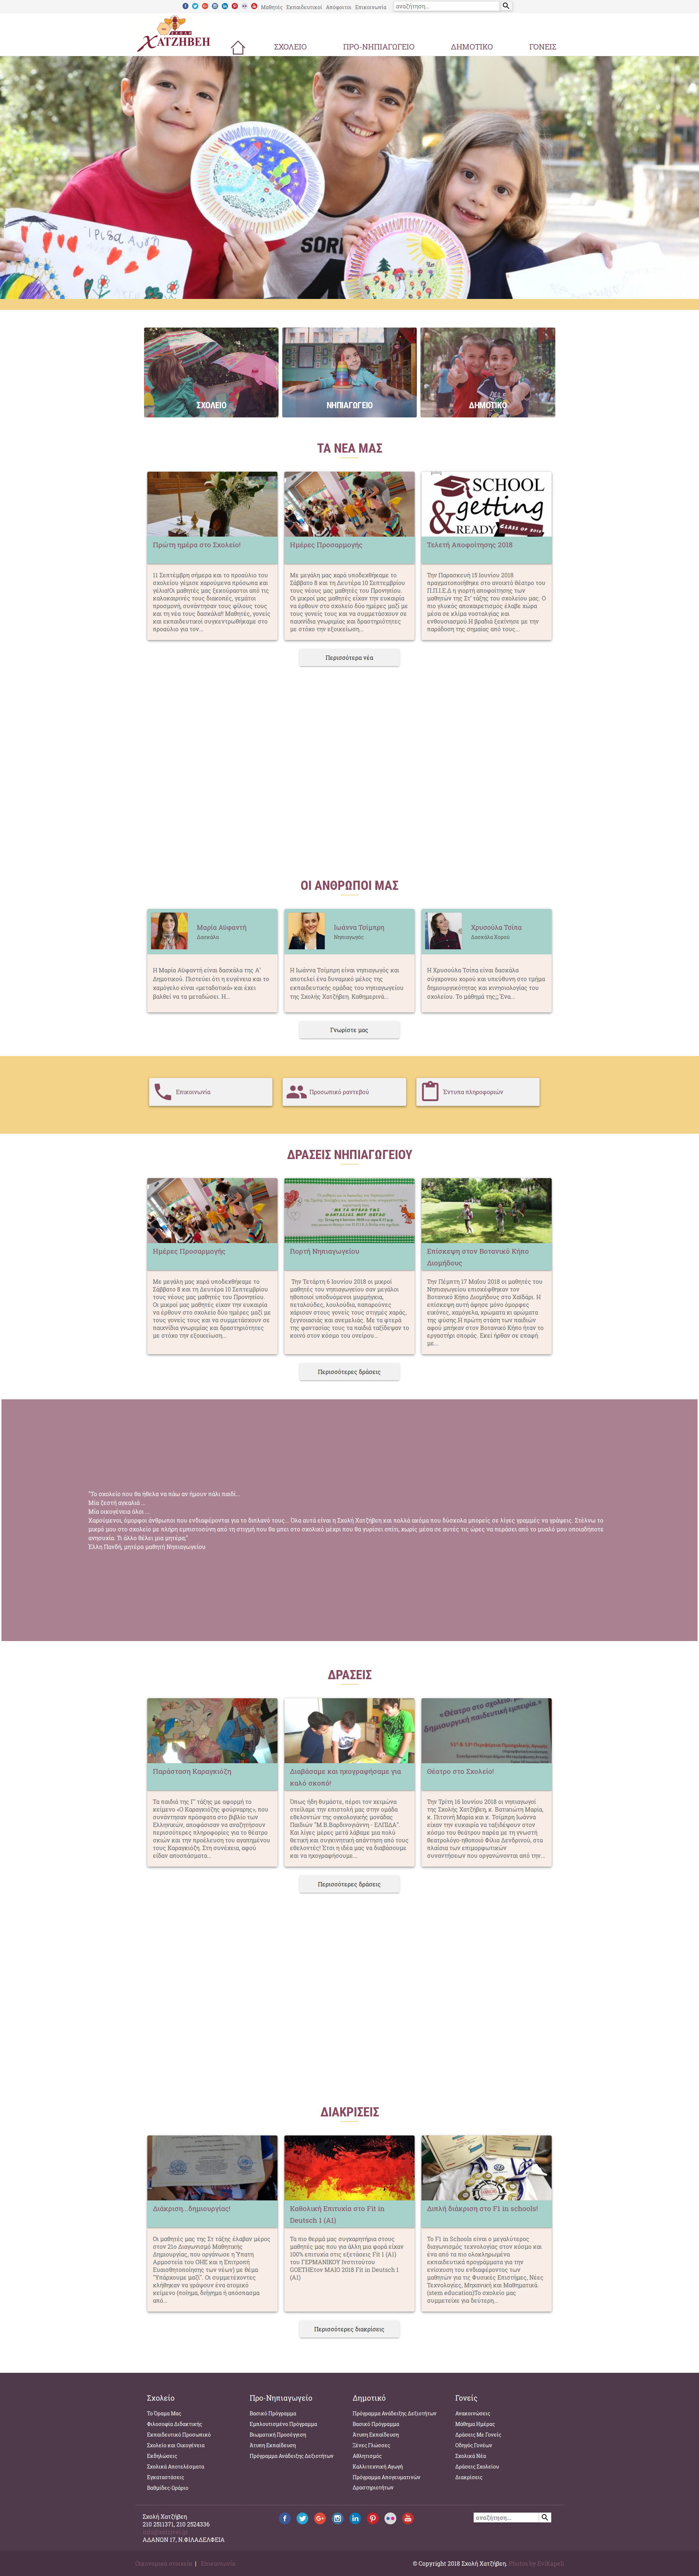 Μαθητές Εκπαιδευτικοί Απόφοιτοι Επικοινωνία αναζήτηση...
ΧΑΤΖΗΒΕΗ
ΣΧΟΛΕΙΟ ΠΡΟ-ΝΗΠΙΑΓΩΓΕΙΟ ΔΗΜΟΤΙΚΟ ΓΟΝΕΙΣ
ΣΧΟΛΕΙΟ ΝΗΠΙΑΓΩΓΕΙΟ ΔΗΜΟΤΙΚΟ
ΤΑ ΝΕΑ ΜΑΣ
SCHOOL
& getting
READY
CLASS OF
Πρώτη ημέρα στο Σχολείο!
11 Σεπτέμβρη σήμερα και το προαύλιο του
σχολείου γέμισε χαρούμενα πρόσωπα και
γέλια!Οι μαθητές μας ξεκούραστοι από τις
καλοκαιρινές τους διακοπές, γεμάτοι
προσμονή, συνάντησαν τους φίλους τους
και τη νέα τους δασκάλα!! Μαθητές, γονείς
και εκπαιδευτικοί συγκεντρωθήκαμε στο
προαύλιο για τον...
Ημέρες Προσαρμογής
Με μεγάλη μας χαρά υποδεχθήκαμε το
Σάββατο 8 και τη Δευτέρα 10 Σεπτεμβρίου
τους νέους μας μαθητές του Προνηπίου.
Οι μικροί μας μαθητές είχαν την ευκαιρία
να έρθουν στο σχολείο δύο ημέρες μαζί με
τους γονείς τους και να συμμετάσχουν σε
παιχνίδια γνωριμίας και δραστηριότητες
με στόχο την εξοικείωση...
Τελετή Αποφοίτησης 2018
Την Παρασκευή 15 Ιουνίου 2018
πραγματοποιήθηκε στο ανοικτό θέατρο του
Π.Π.Ι.Ε.Δ η γιορτή αποφοίτησης των
μαθητών της Στ' τάξης του σχολείου μας. Ο
πιο γλυκός αποχαιρετισμός έλαβε χώρα
μέσα σε κλίμα νοσταλγίας και
ενθουσιασμού.Η βραδιά ξεκίνησε με την
παράδοση της σημαίας από τους...
Περισσότερα νέα
ΟΙ ΑΝΘΡΩΠΟΙ ΜΑΣ
Μαρία Αϋφαντή
Δασκάλα
Η Μαρία Αϋφαντή είναι δασκάλα της Α'
Δημοτικού. Πιστεύει ότι η ευγένεια και το
χαμόγελο είναι «μεταδοτικά» και έχει
βαλθεί να τα μεταδώσει. Η...
Ιωάννα Τσίμπρη
Νηπιαγωγός
Η Ιωάννα Τσίμπρη είναι νηπιαγωγός και
αποτελεί ένα δυναμικό μέλος της
εκπαιδευτικής ομάδας του νηπιαγωγείου
της Σχολής Χατζήβεη. Καθημερινά...
Χρυσούλα Τσίπα
Δασκάλα Χορού
Η Χρυσούλα Τσίπα είναι δασκάλα
σύγχρονου χορού και υπεύθυνη στο τμήμα
δημιουργικότητας και κινησιολογίας του
σχολείου. Το μάθημά της;;; Ένα...
Γνωρίστε μας
Επικοινωνία Προσωπικό ραντεβού Έντυπα πληροφοριών
ΔΡΑΣΕΙΣ ΝΗΠΙΑΓΩΓΕΙΟΥ
Ημέρες Προσαρμογής
Με μεγάλη μας χαρά υποδεχθήκαμε το
Σάββατο 8 και τη Δευτέρα 10 Σεπτεμβρίου
τους νέους μας μαθητές του Προνηπίου.
Οι μικροί μας μαθητές είχαν την ευκαιρία
να έρθουν στο σχολείο δύο ημέρες μαζί με
τους γονείς τους και να συμμετάσχουν σε
παιχνίδια γνωριμίας και δραστηριότητες
με στόχο την εξοικείωση...
Γιορτή Νηπιαγωγείου
Την Τετάρτη 6 Ιουνίου 2018 οι μικροί
μαθητές του νηπιαγωγείου σαν μεγάλοι
ηθοποιοί υποδυόμενοι μυρμήγκια,
πεταλούδες, λουλούδια, παπαρούνες
χάρισαν στους γονείς τους στιγμές χαράς,
ξεγνοιασιάς και ανεμελιάς. Με τα φτερά
της φαντασίας τους τα παιδιά ταξίδεψαν το
κοινό στον κόσμο του ονείρου...
Επίσκεψη στον Βοτανικό Κήπο
Διομήδους
Την Πέμπτη 17 Μαΐου 2018 οι μαθητές του
Νηπιαγωγείου επισκέφθηκαν τον
Βοτανικό Κήπο Διομήδους στο Χαϊδάρι. Η
επίσκεψη αυτή άφησε μόνο όμορφες
εικόνες, χαμόγελα, χρώματα κι αρώματα
της φύσης.Η πρώτη στάση των παιδιών
αφού μπήκαν στον Βοτανικό Κήπο ήταν το
εργαστήρι σποράς. Εκεί ήρθαν σε επαφή
με...
Περισσότερες δράσεις
"Το σχολείο που θα ήθελα να πάω αν ήμουν πάλι παιδί...
Μία ζεστή αγκαλιά ...
Μία οικογένεια όλοι ...
Χαρούμενοι, όμορφοι άνθρωποι που ενδιαφέρονται για το διπλανό τους... Όλα αυτά είναι η Σχολή Χατζήβεη και πολλά ακόμα που δύσκολα μπορείς σε λίγες γραμμές να γράψεις. Στέλνω το
μικρό μου στο σχολείο με πλήρη εμπιστοσύνη από τη στιγμή που θα μπει στο σχολικό μέχρι που θα γυρίσει σπίτι, χωρίς μέσα σε αυτές τις ώρες να περάσει από το μυαλό μου οποιαδήποτε
ανησυχία. Τι άλλο θέλει μια μητέρα;"
Έλλη Πανδή, μητέρα μαθητή Νηπιαγωγείου
ΔΡΑΣΕΙΣ
«Θέατρο στο σχολείο:
δημιουργική παιδευτική εμπειρία.»
Παράσταση Καραγκιόζη
Τα παιδιά της Γ' τάξης με αφορμή το
κείμενο «Ο Καραγκιόζης φούρναρης», που
συνάντησαν πρόσφατα στο βιβλίο των
Ελληνικών, αποφάσισαν να αναζητήσουν
περισσότερες πληροφορίες για το θέατρο
σκιών και την προέλευση του αγαπημένου
τους Καραγκιόζη. Στη συνέχεια, αφού
είδαν αποσπάσματα...
Διαβάσαμε και ηχογραφήσαμε για
καλό σκοπό!
Όπως ήδη θυμάστε, πέρσι τον χειμώνα
στείλαμε την επιστολή μας στην ομάδα
εθελοντών της ογκολογικής μονάδας
Παιδιών "Μ.Β.Βαρδινογιάννη - ΕΛΠΙΔΑ".
Και λίγες μέρες μετά λάβαμε μια πολύ
θετική και συγκινητική απάντηση από τους
εθελοντές! Έτσι η ιδέα μας να διαβάσουμε
και να ηχογραφήσουμε...
Θέατρο στο Σχολείο!
Την Τρίτη 16 Ιουνίου 2018 οι νηπιαγωγοί
της Σχολής Χατζήβεη, κ. Βατικιώτη Μαρία,
κ. Πιτσινή Μαρία και κ. Τσίμπρη Ιωάννα
είχαν την ευκαιρία να ταξιδέψουν στον
κόσμο του θεάτρου παρέα με τη γνωστή
θεατρολόγο-ηθοποιό Φίλια Δενδρινού, στα
πλαίσια των επιμορφωτικών
συναντήσεων που οργανώνονται από την...
Περισσότερες δράσεις
ΔΙΑΚΡΙΣΕΙΣ
Διάκριση...δημιουργίας!
Οι μαθητές μας της Στ τάξης έλαβαν μέρος
στον 21ο Διαγωνισμό Μαθητικής
Δημιουργίας, που οργάνωσε η Ύπατη
Αρμοστεία του ΟΗΕ και η Επιτροπή
Ευαισθητοποίησης των νέων) με θέμα
"Υπάρχουμε μαζί". Οι συμμετέχοντες
κλήθηκαν να γράψουν ένα ατομικό
κείμενο (ποίημα, διήγημα ή απόσπασμα
από...
Καθολική Επιτυχία στο Fit in
Deutsch 1 (A1)
Τα πιο θερμά μας συγχαρητήρια στους
μαθητές μας που για άλλη μια φορά είχαν
100% επιτυχία στις εξετάσεις Fit 1 (A1)
του ΓΕΡΜΑΝΙΚΟΥ Ινστιτούτου
GOETHEτον ΜΑΙΟ 2018 Fit in Deutsch 1
(A1)
Διπλή διάκριση στο F1 in schools!
Το F1 in Schools είναι ο μεγαλύτερος
διαγωνισμός τεχνολογίας στον κόσμο και
ένα από τα πιο ολοκληρωμένα
εκπαιδευτικά προγράμματα για την
ενίσχυση του ενδιαφέροντος των
μαθητών για τις Φυσικές Επιστήμες, Νέες
Τεχνολογίες, Μηχανική και Μαθηματικά.
(stem education)Το σχολείο μας
συμμετείχε για δεύτερη...
Περισσότερες διακρίσεις
Σχολείο
Το Όραμα Μας
Φιλοσοφία Διδακτικής
Εκπαιδευτικό Προσωπικό
Σχολείο και Οικογένεια
Εκδηλώσεις
Σχολικά Αποτελέσματα
Εγκαταστάσεις
Βαθμίδες-Ωράριο
Προ-Νηπιαγωγείο
Βασικό Πρόγραμμα
Εμπλουτισμένο Πρόγραμμα
Βιωματική Προσέγγιση
Άτυπη Εκπαίδευση
Πρόγραμμα Ανάδειξης Δεξιοτήτων
Δημοτικό
Πρόγραμμα Ανάδειξης Δεξιοτήτων
Βασικό Πρόγραμμα
Άτυπη Εκπαίδευση
Ξένες Γλώσσες
Αθλητισμός
Καλλιτεχνική Αγωγή
Πρόγραμμα Απογευματινών
Δραστηριοτήτων
Γονείς
Ανακοινώσεις
Μάθημα Ημέρας
Δράσεις Με Γονείς
Οδηγός Γονέων
Σχολικά Νέα
Δράσεις Σχολείου
Διακρίσεις
Σχολή Χατζήβεη
210 2511371, 210 2524336
ΑΔΑΝΩΝ 17, Ν.ΦΙΛΑΔΕΛΦΕΙΑ
αναζήτηση...
Οικονομικά στοιχεία | Επικοινωνία
© Copyright 2018 Σχολή Χατζήβεη. Photos by EviKapeli